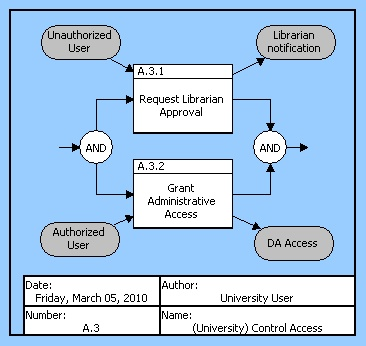 Unauthorized
User
Librarian
notification
A.3.1
Request Librarian
Approval
AND
AND
A.3.2
Grant
Administrative
Access
Authorized
User
DA Access
Date:
Friday, March 05, 2010
Author:
University User
Number:
A.3
Name:
(University) Control Access